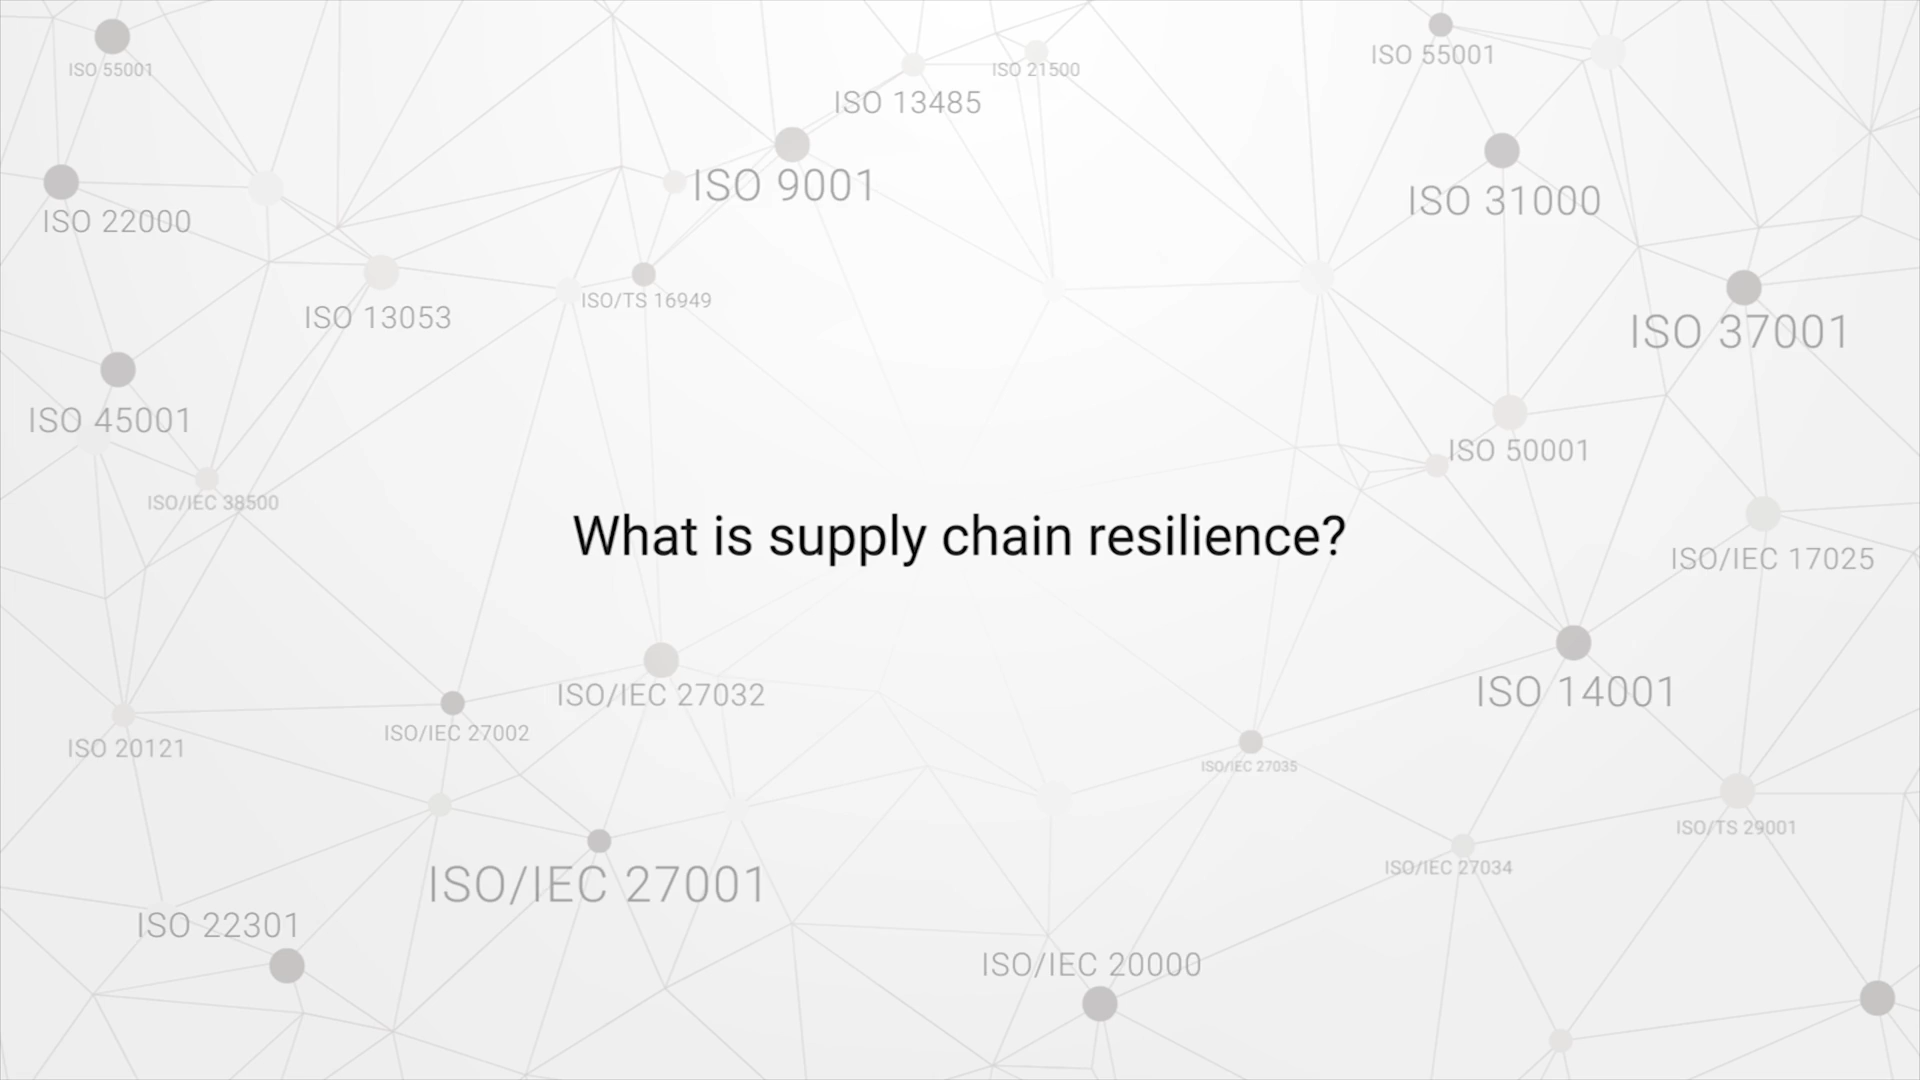 ISO 55001
ISO 21500
ISO 55001
ISO 13485
ISO 9001
ISO 31000
ISO 22000
ISO/TS 16949
ISO 13053
ISO 37001
ISO 45001
ISO 50001
ISO/IEC 38500
What is supply chain resilience?
ISO/IEC 17025
ISO/IEC 27032
ISO 14001
ISO/IEC 27002
ISO 20121
ISO/IEC 27035
ISO/TS 29001
ISO/IEC 27034
ISO/IEC 27001
ISO 22301
ISO/IEC 20000